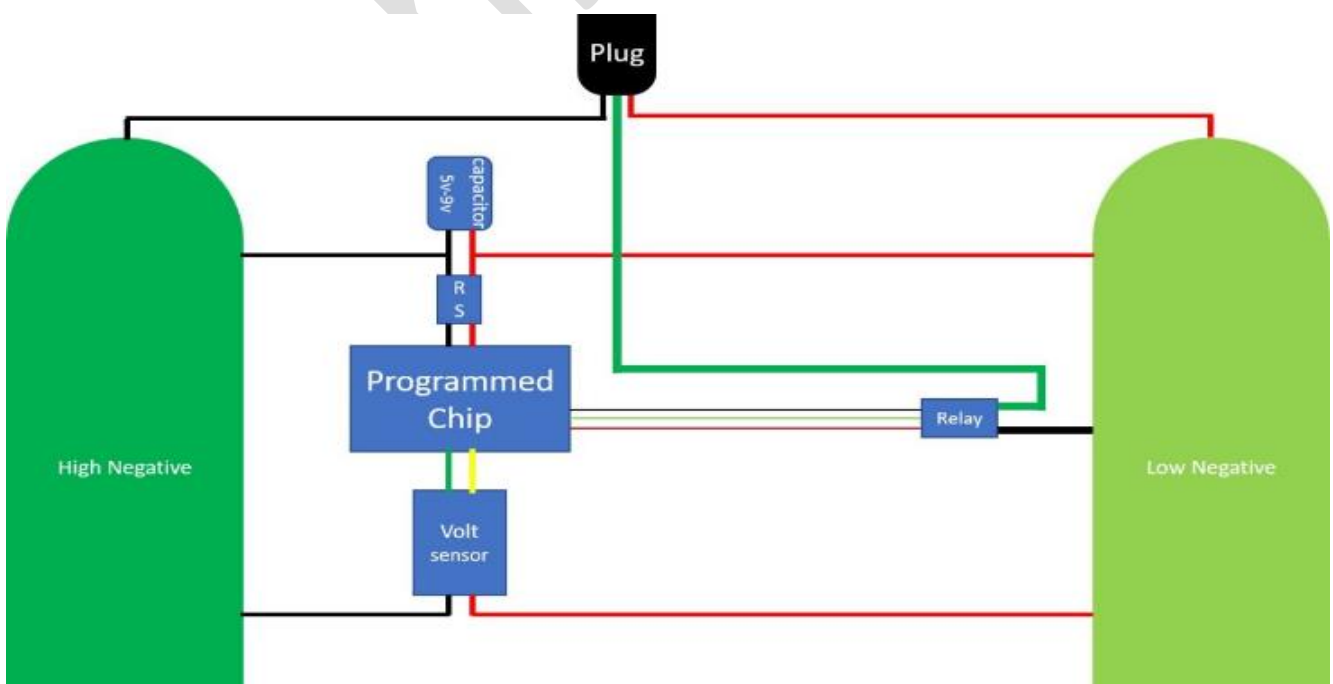 Plug
capacitor
5v-9v
R
S
Programmed
Chip
Relay
High Negative
Low Negative
Volt
sensor